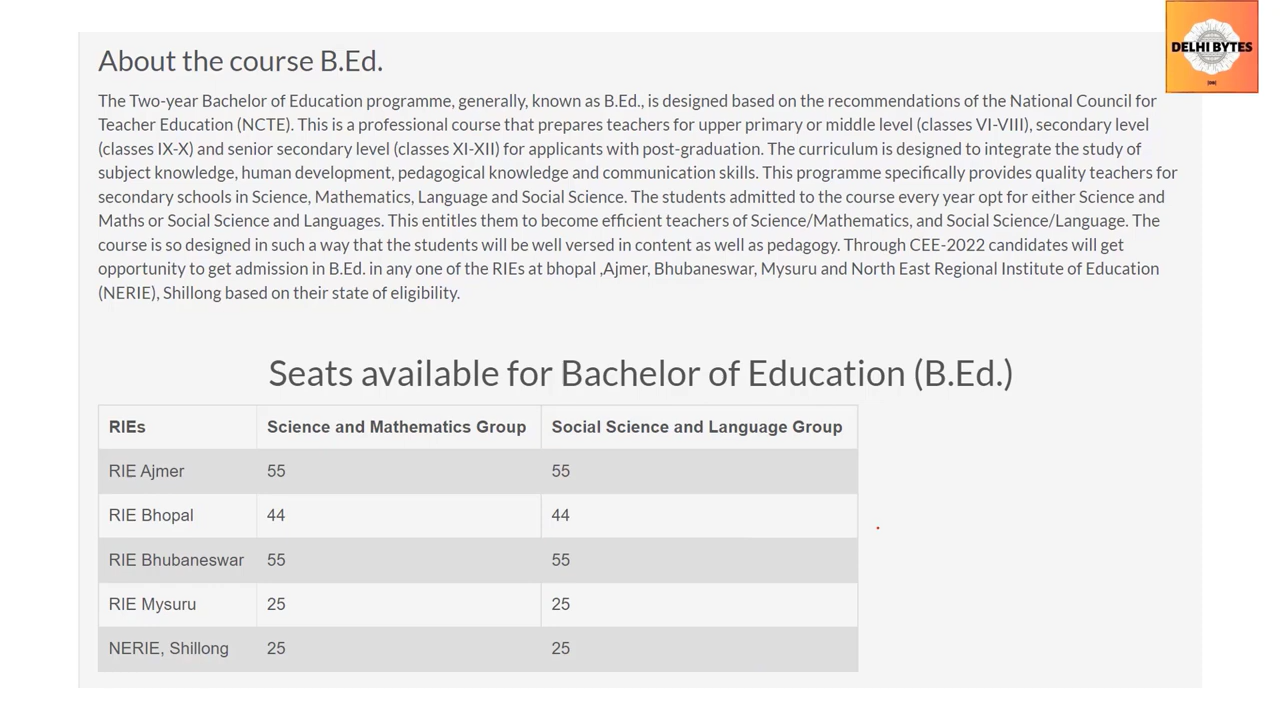 DELHI BYTES
About the course B.Ed.
The Two-year Bachelor of Education programme, generally, known as B.Ed., is designed based on the recommendations of the National Council for
Teacher Education (NCTE). This is a professional course that prepares teachers for upper primary or middle level (classes VI-VIII), secondary level
(classes IX-X) and senior secondary level (classes XI-XII) for applicants with post-graduation. The curriculum is designed to integrate the study of
subject knowledge, human development, pedagogical knowledge and communication skills. This programme specifically provides quality teachers for
secondary schools in Science, Mathematics, Language and Social Science. The students admitted to the course every year opt for either Science and
Maths or Social Science and Languages. This entitles them to become efficient teachers of Science/Mathematics, and Social Science/Language. The
course is so designed in such a way that the students will be well versed in content as well as pedagogy. Through CEE-2022 candidates will get
opportunity to get admission in B.Ed. in any one of the RIEs at bhopal ,Ajmer, Bhubaneswar, Mysuru and North East Regional Institute of Education
(NERIE), Shillong based on their state of eligibility.
Seats available for Bachelor of Education (B.Ed.)
RIEs Science and Mathematics Group Social Science and Language Group
RIE Ajmer 55 55
RIE Bhopal 44 44
RIE Bhubaneswar 55 55
RIE Mysuru 25 25
NERIE, Shillong 25 25